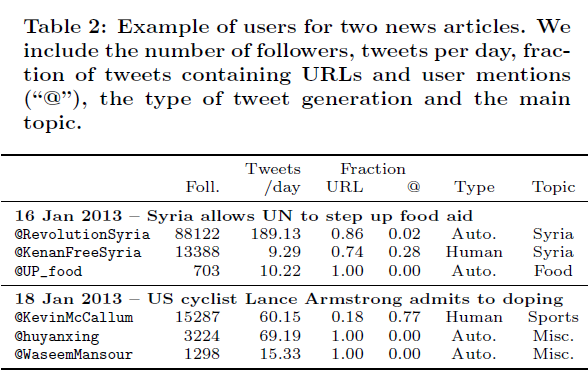 Table 2: Example of users for two news articles. We
include the number of followers, tweets per day, frac-
tion of tweets containing URLs and user mentions
(“@”), the type of tweet generation and the main
topic.
Tweets Fraction
Foll. /day URL @ Type Topic
16 Jan 2013 – Syria allows UN to step up food aid
@RevolutionSyria 88122 189.13 0.86 0.02 Auto. Syria
@KenanFreeSyria 13388 9.29 0.74 0.28 Human Syria
@UP_food 703 10.22 1.00 0.00 Auto. Food
18 Jan 2013 – US cyclist Lance Armstrong admits to doping
@KevinMcCallum 15287 60.15 0.18 0.77 Human Sports
@huyanxing 3224 69.19 1.00 0.00 Auto. Misc.
@WaseemMansour 1298 15.33 1.00 0.00 Auto. Misc.